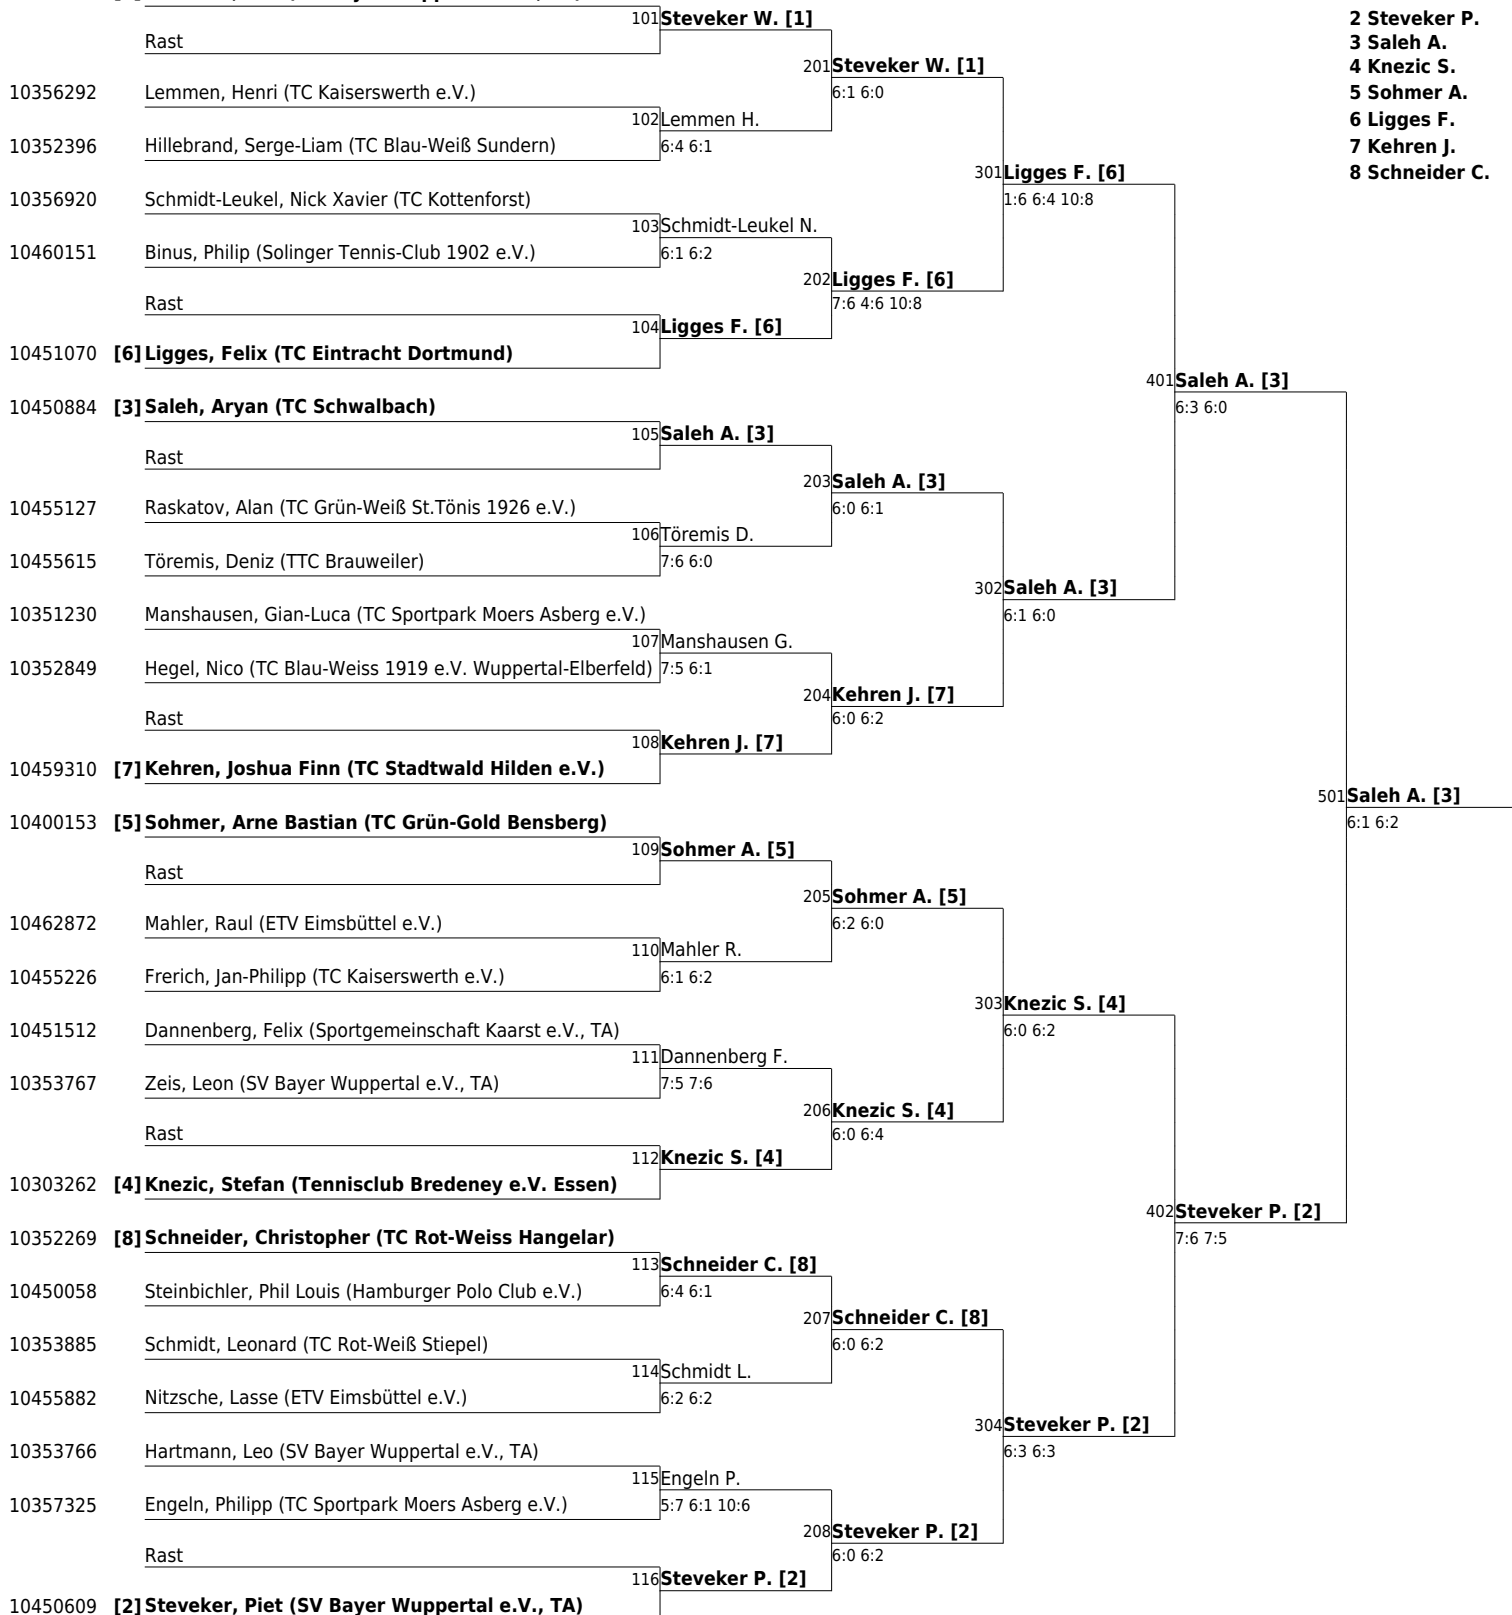 101 Steveker W. [1]
2 Steveker P.
Rast
3 Saleh A.
201 Steveker W. [1]
4 Knezic S.
10356292 Lemmen, Henri (TC Kaiserswerth e.V.)
6:1 6:0
5 Sohmer A.
102 Lemmen H.
6 Ligges F.
10352396 Hillebrand, Serge-Liam (TC Blau-Weiß Sundern)
6:4 6:1
7 Kehren J.
301 Ligges F. [6]
8 Schneider C.
10356920 Schmidt-Leukel, Nick Xavier (TC Kottenforst)
1:6 6:4 10:8
103 Schmidt-Leukel N.
10460151 Binus, Philip (Solinger Tennis-Club 1902 e.V.)
6:1 6:2
202 Ligges F. [6]
Rast
7:6 4:6 10:8
104 Ligges F. [6]
10451070 [6] Ligges, Felix (TC Eintracht Dortmund)
401 Saleh A. [3]
10450884 [3] Saleh, Aryan (TC Schwalbach)
6:3 6:0
105 Saleh A. [3]
Rast
203 Saleh A. [3]
10455127 Raskatov, Alan (TC Grün-Weiß St.Tönis 1926 e.V.)
6:0 6:1
106 Töremis D.
10455615 Töremis, Deniz (TTC Brauweiler)
7:6 6:0
302 Saleh A. [3]
10351230 Manshausen, Gian-Luca (TC Sportpark Moers Asberg e.V.)
6:1 6:0
107 Manshausen G.
10352849 Hegel, Nico (TC Blau-Weiss 1919 e.V. Wuppertal-Elberfeld)
7:5 6:1
204 Kehren J. [7]
Rast
6:0 6:2
108 Kehren J. [7]
10459310 [7] Kehren, Joshua Finn (TC Stadtwald Hilden e.V.)
501 Saleh A. [3]
10400153 [5] Sohmer, Arne Bastian (TC Grün-Gold Bensberg)
6:1 6:2
109 Sohmer A. [5]
Rast
205 Sohmer A. [5]
10462872 Mahler, Raul (ETV Eimsbüttel e.V.)
6:2 6:0
110 Mahler R.
10455226 Frerich, Jan-Philipp (TC Kaiserswerth e.V.)
6:1 6:2
303 Knezic S. [4]
10451512 Dannenberg, Felix (Sportgemeinschaft Kaarst e.V., TA)
6:0 6:2
111 Dannenberg F.
10353767 Zeis, Leon (SV Bayer Wuppertal e.V., TA)
7:5 7:6
206 Knezic S. [4]
Rast
6:0 6:4
112 Knezic S. [4]
10303262 [4] Knezic, Stefan (Tennisclub Bredeney e.V. Essen)
402 Steveker P. [2]
10352269 [8] Schneider, Christopher (TC Rot-Weiss Hangelar)
7:6 7:5
113 Schneider C. [8]
10450058 Steinbichler, Phil Louis (Hamburger Polo Club e.V.)
6:4 6:1
207 Schneider C. [8]
10353885 Schmidt, Leonard (TC Rot-Weiß Stiepel)
6:0 6:2
114 Schmidt L.
10455882 Nitzsche, Lasse (ETV Eimsbüttel e.V.)
6:2 6:2
304 Steveker P. [2]
10353766 Hartmann, Leo (SV Bayer Wuppertal e.V., TA)
6:3 6:3
115 Engeln P.
10357325 Engeln, Philipp (TC Sportpark Moers Asberg e.V.)
5:7 6:1 10:6
208 Steveker P. [2]
Rast
6:0 6:2
116 Steveker P. [2]
10450609 [2] Steveker, Piet (SV Bayer Wuppertal e.V., TA)